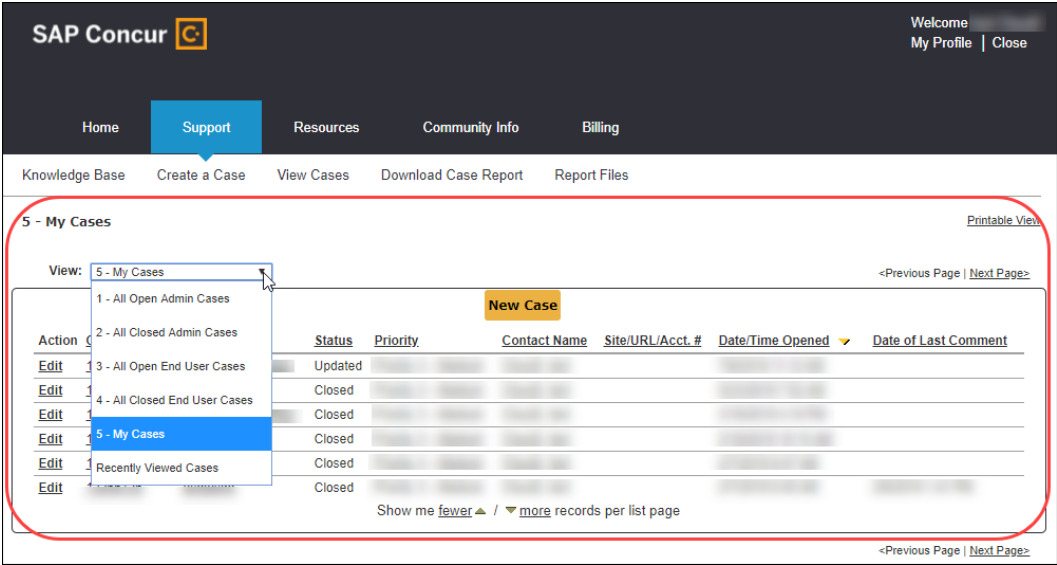 SAP Concur C.
Welcome
My Profile | Close
Home Support Resources Community Info Billing
Knowledge Base Create a Case View Cases Download Case Report Report Files
5 - My Cases Printable View
View: 5 - My Cases <Previous Page | Next Page>
1 - All Open Admin Cases
2 - All Closed Admin Cases
3 - All Open End User Cases
4 - All Closed End User Cases
5 - My Cases
Recently Viewed Cases
New Case
Action Status Priority Contact Name Site/URL/Acct. # Date/Time Opened Date of Last Comment
Edit Updated
Edit Closed
Edit Closed
Edit Closed
Edit Closed
Edit Closed
Show me fewer / more records per list page
<Previous Page | Next Page>